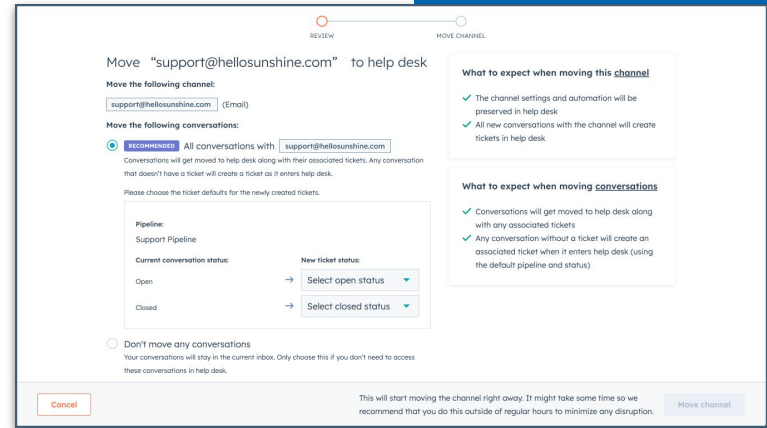 REVIEW
MOVE CHANNEL
Move “support@hellosunshine.com” to help desk
Move the following channel:
support@hellosunshine.com (Email)
Move the following conversations:
RECOMMENDED All conversations with support@hellosunshine.com
Conversations will get moved to help desk along with their associated tickets. Any conversation
that doesn't have a ticket will create a ticket as it enters help desk.
Please choose the ticket defaults for the newly created tickets.
Pipeline:
Support Pipeline
Current conversation status: New ticket status:
Open → Select open status
Closed → Select closed status
Don't move any conversations
Your conversations will stay in the current inbox. Only choose this if you don't need to access
these conversations in help desk.
What to expect when moving this channel
The channel settings and automation will be
preserved in help desk
All new conversations with the channel will create
tickets in help desk
What to expect when moving conversations
Conversations will get moved to help desk along
with any associated tickets
Any conversation without a ticket will create an
associated ticket when it enters help desk (using
the default pipeline and status)
Cancel
This will start moving the channel right away. It might take some time so we
recommend that you do this outside of regular hours to minimize any disruption.
Move channel